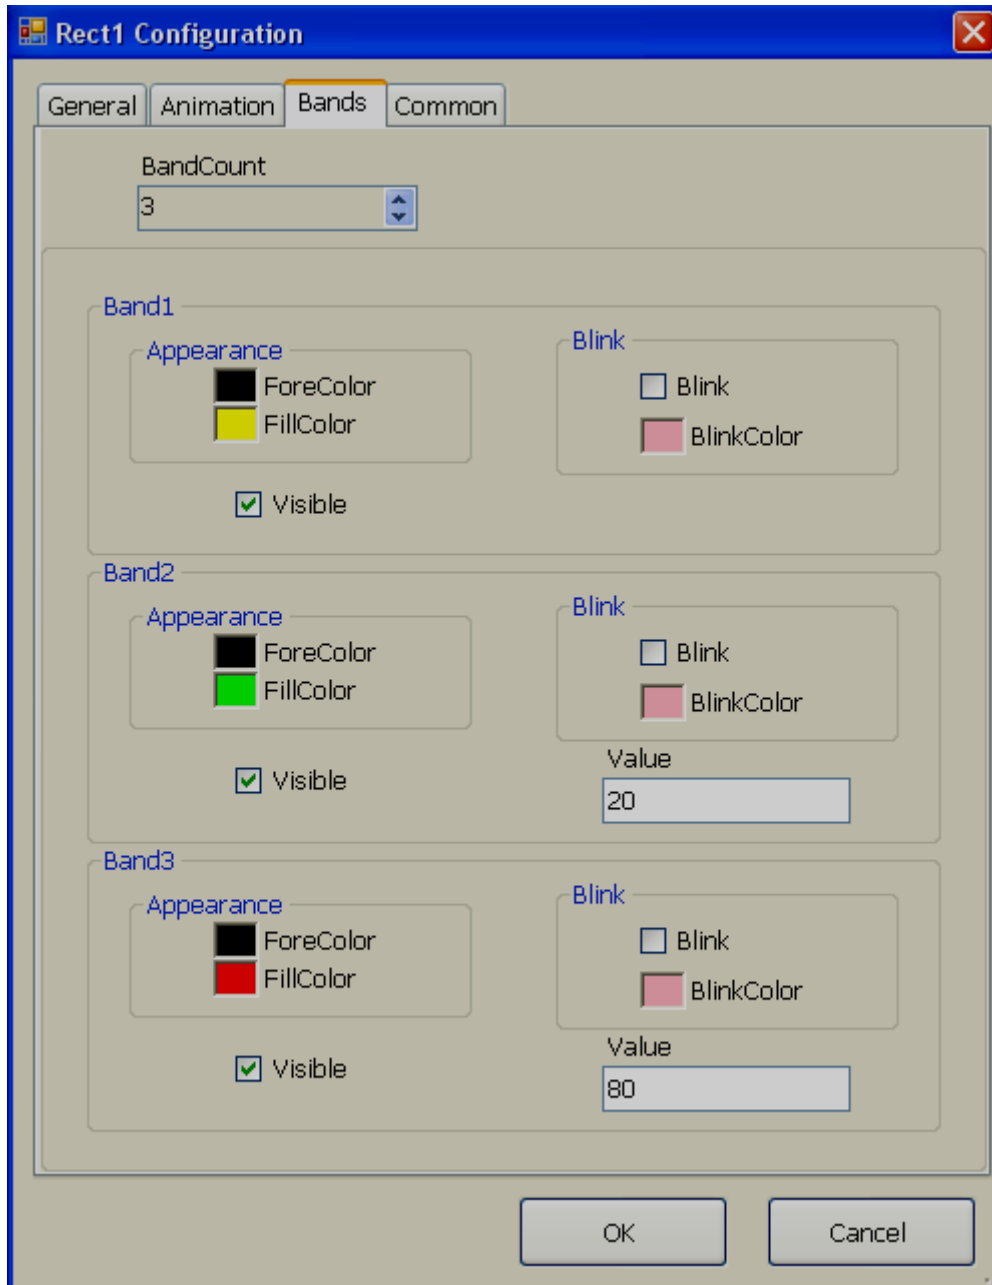 Rect1 Configuration
General Animation Bands Common
BandCount
3
Band1
Appearance
ForeColor
FillColor
Visible
Blink
Blink
BlinkColor
Band2
Appearance
ForeColor
FillColor
Visible
Blink
Blink
BlinkColor
Value
20
Band3
Appearance
ForeColor
FillColor
Visible
Blink
Blink
BlinkColor
Value
80
OK Cancel